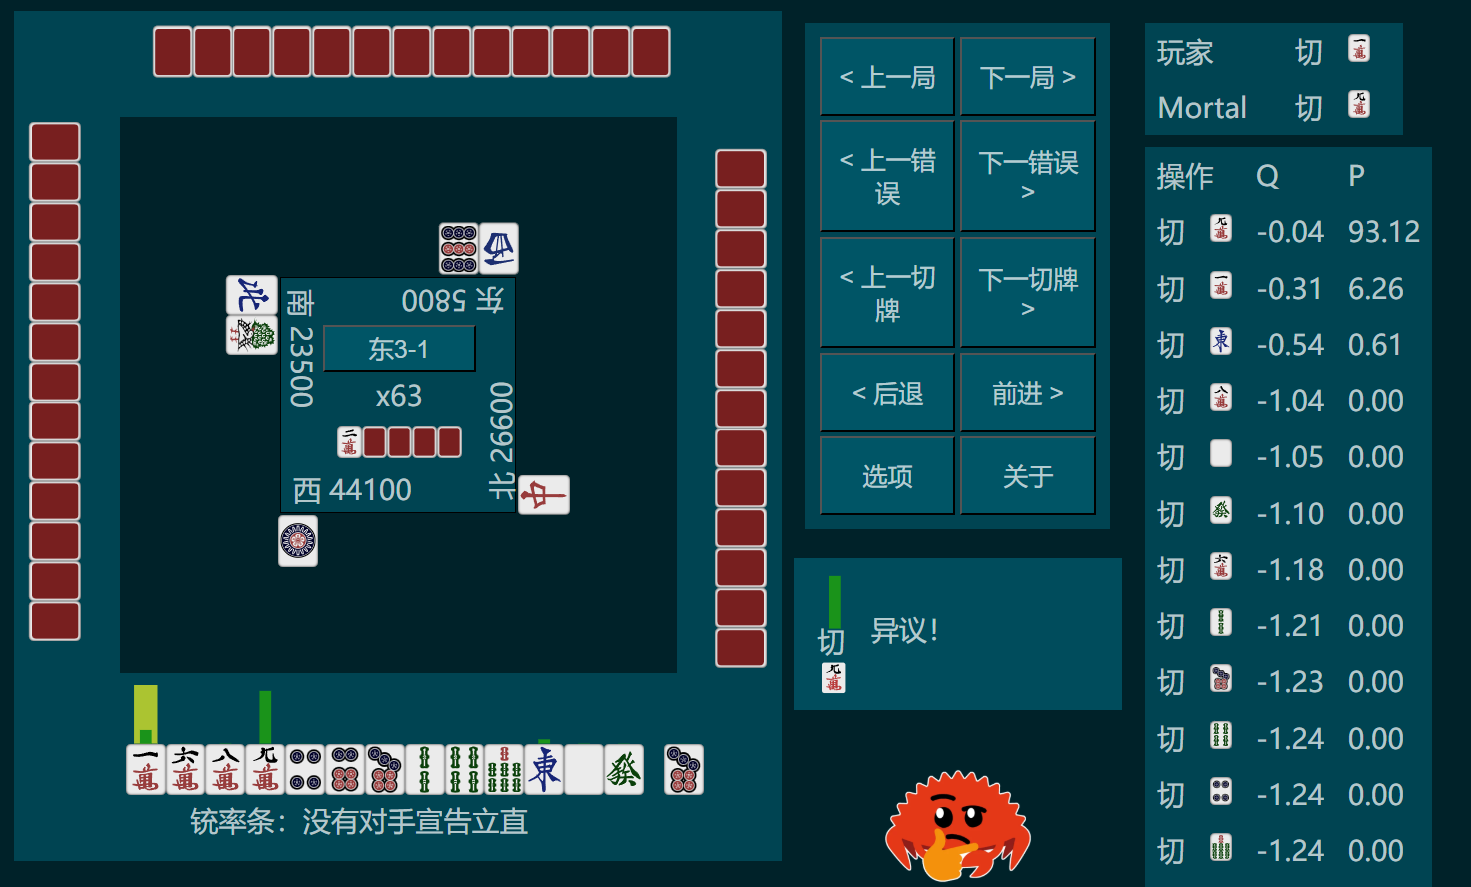 东 5800
南 23500
东3-1
x63
北 26600
西 44100
铳率条：没有对手宣告立直
< 上一局
下一局 >
< 上一错误
下一错误 >
< 上一切牌
下一切牌 >
< 后退
前进 >
选项
关于
切
异议！
玩家 切
Mortal 切
操作 Q P
切 -0.04 93.12
切 -0.31 6.26
切 -0.54 0.61
切 -1.04 0.00
切 -1.05 0.00
切 -1.10 0.00
切 -1.18 0.00
切 -1.21 0.00
切 -1.23 0.00
切 -1.24 0.00
切 -1.24 0.00
切 -1.24 0.00